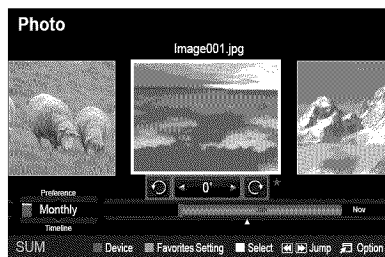 Photo
Image001.jpg
0˚
Preference
Monthly
Timeline
Nov
SUM Device Favorites Setting Select Jump Option